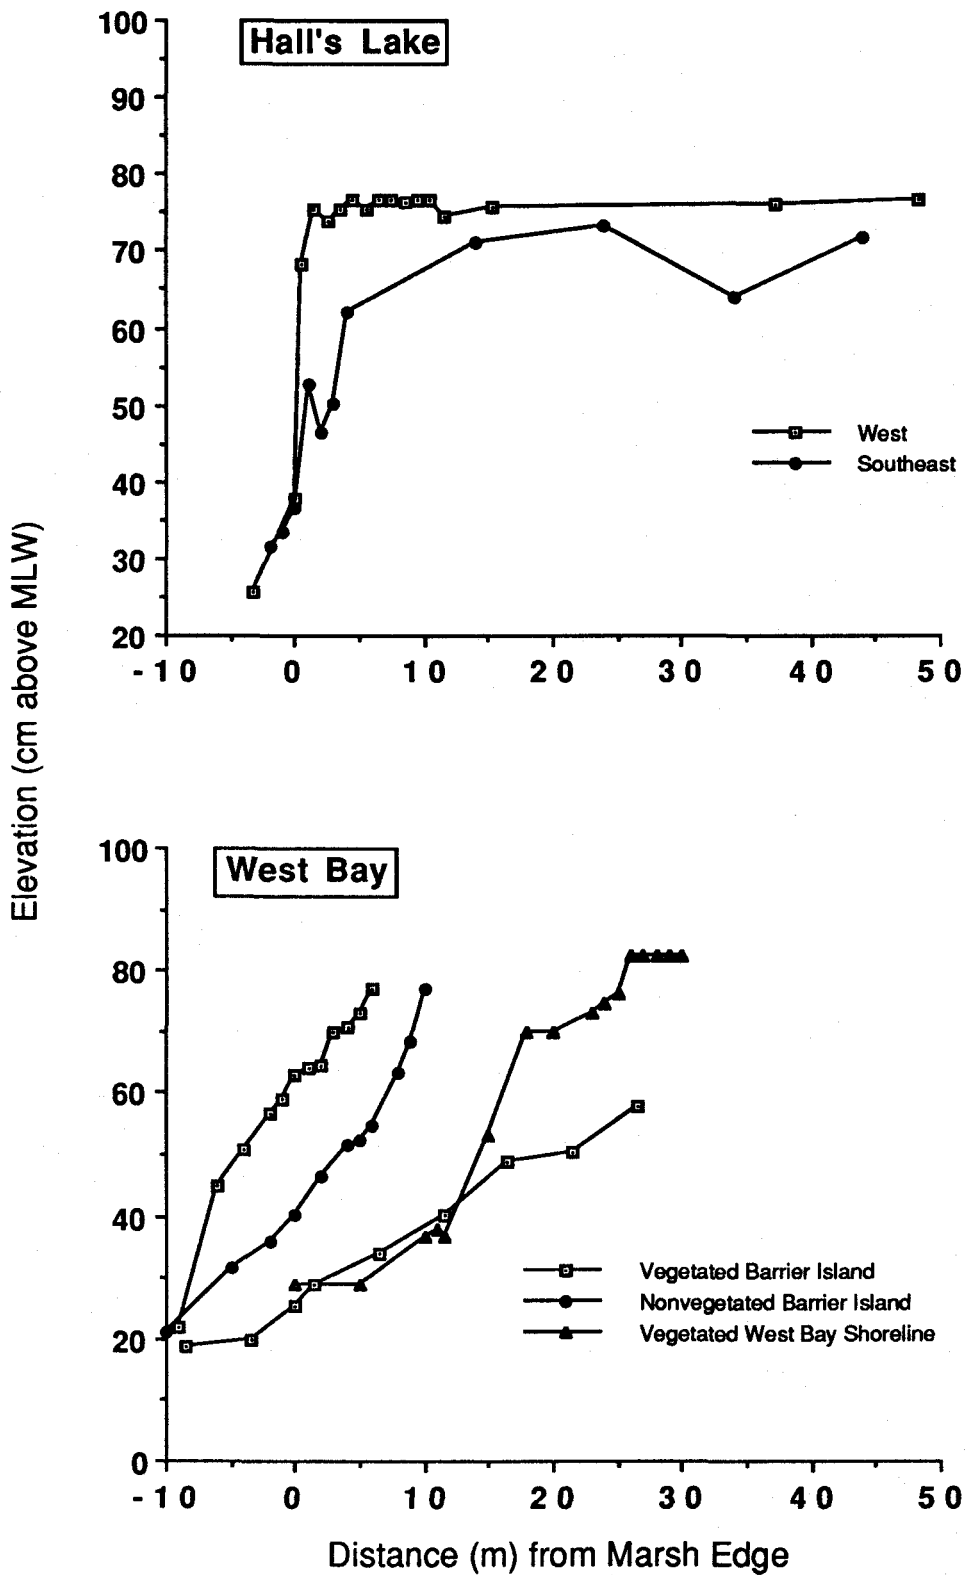 Hall's Lake
100
90
80
70
60
50
40
30
20
-10 0 10 20 30 40 50
West
Southeast
Elevation (cm above MLW)
West Bay
100
80
60
40
20
0
-10 0 10 20 30 40 50
Vegetated Barrier Island
Nonvegetated Barrier Island
Vegetated West Bay Shoreline
Distance (m) from Marsh Edge